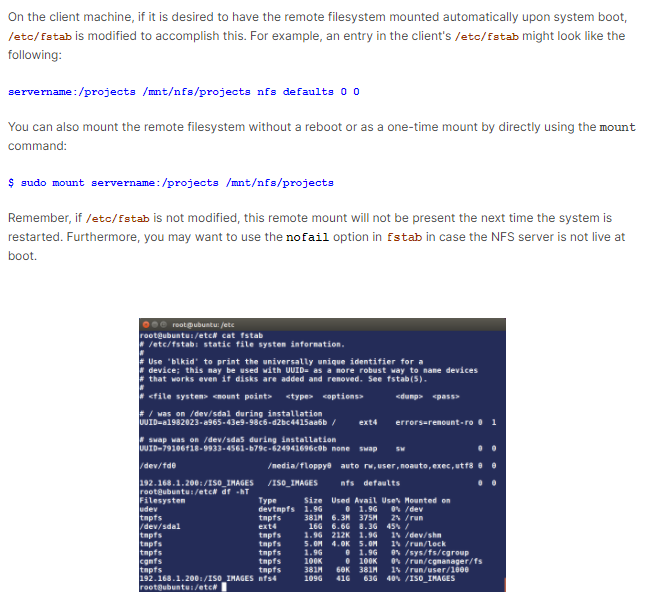 On the client machine, if it is desired to have the remote filesystem mounted automatically upon system boot,
/etc/fstab is modified to accomplish this. For example, an entry in the client's /etc/fstab might look like the
following:
servername:/projects /mnt/nfs/projects nfs defaults 0 0
You can also mount the remote filesystem without a reboot or as a one-time mount by directly using the mount
command:
$ sudo mount servername:/projects /mnt/nfs/projects
Remember, if /etc/fstab is not modified, this remote mount will not be present the next time the system is
restarted. Furthermore, you may want to use the nofail option in fstab in case the NFS server is not live at
boot.
root@ubuntu: /etc
root@ubuntu:/etc# cat fstab
# /etc/fstab: static file system information.
#
# Use 'blkid' to print the universally unique identifier for a
# device; this may be used with UUID= as a more robust way to name devices
# that works even if disks are added and removed. See fstab(5).
#
# <file system> <mount point> <type> <options> <dump> <pass>
# / was on /dev/sda1 during installation
UUID=a1982023-a965-43e9-98c6-d2bc4415aa6b / ext4 errors=remount-ro 0 1
# swap was on /dev/sda5 during installation
UUID=79106f18-9933-4561-b79c-624941696c0b none swap sw 0 0
/dev/fd0 /media/floppy0 auto rw,user,noauto,exec,utf8 0 0
192.168.1.200:/ISO_IMAGES /ISO_IMAGES nfs defaults 0 0
root@ubuntu:/etc# df -hT
Filesystem Type Size Used Avail Use% Mounted on
udev devtmpfs 1.9G 0 1.9G 0% /dev
tmpfs tmpfs 381M 6.3M 375M 2% /run
/dev/sda1 ext4 16G 6.6G 8.3G 45% /
tmpfs tmpfs 1.9G 212K 1.9G 1% /dev/shm
tmpfs tmpfs 5.0M 4.0K 5.0M 1% /run/lock
tmpfs tmpfs 1.9G 0 1.9G 0% /sys/fs/cgroup
cgmfs tmpfs 100K 0 100K 0% /run/cgmanager/fs
tmpfs tmpfs 381M 60K 381M 1% /run/user/1000
192.168.1.200:/ISO_IMAGES nfs4 109G 41G 63G 40% /ISO_IMAGES
root@ubuntu:/etc#